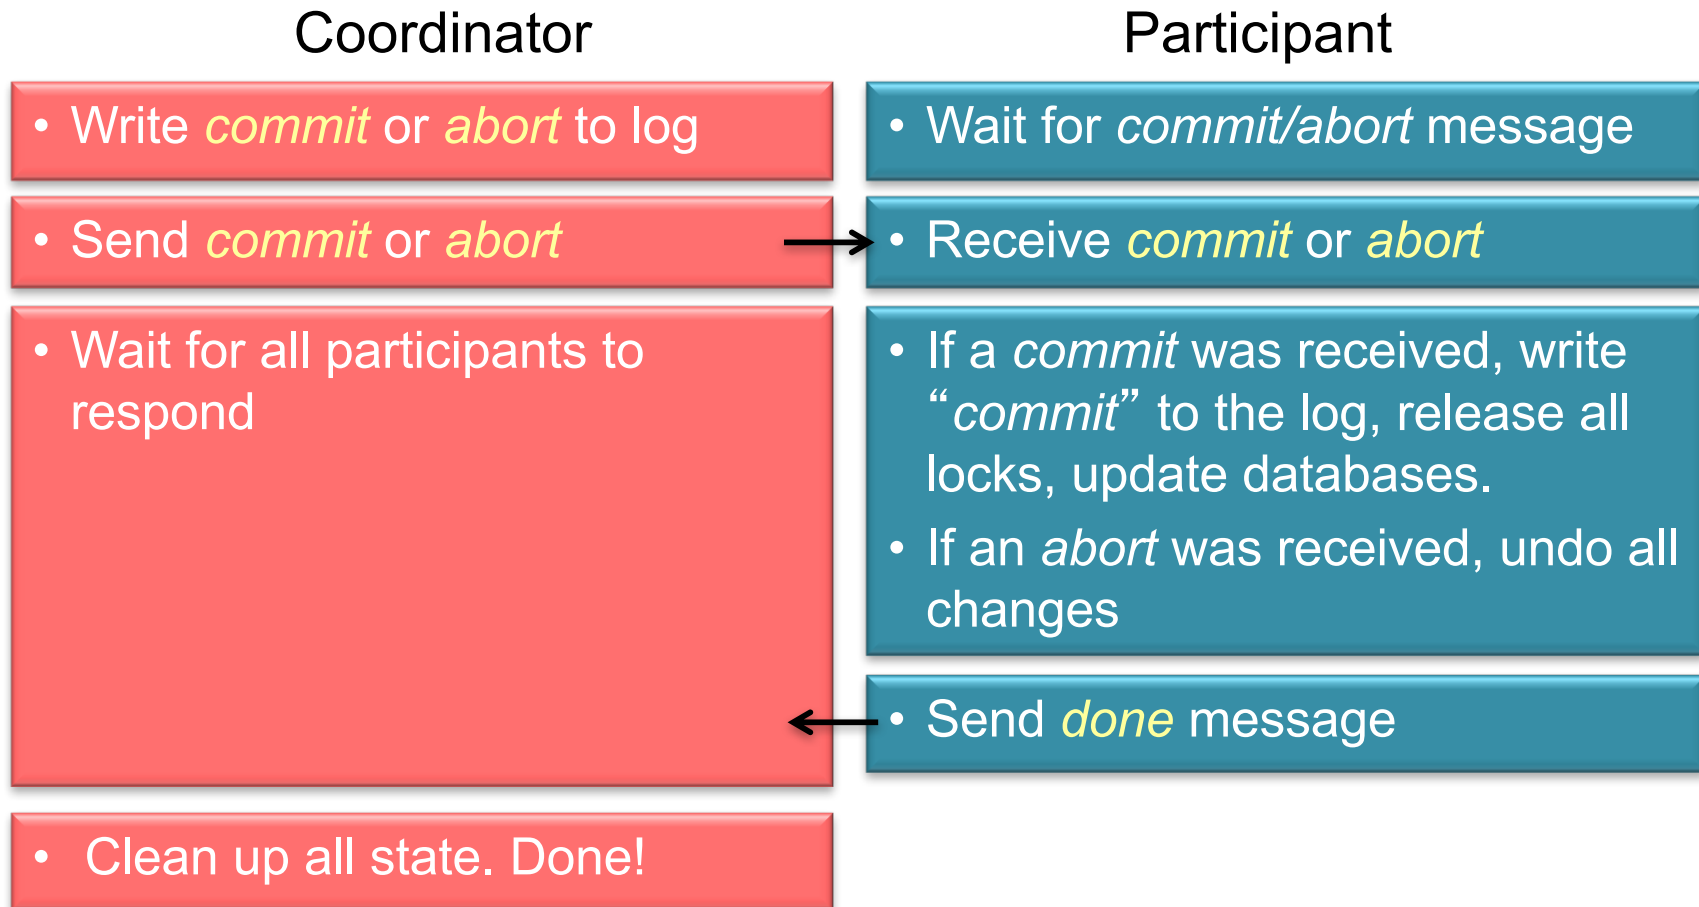 Coordinator
Participant
• Write commit or abort to log
• Wait for commit/abort message
• Send commit or abort
• Receive commit or abort
• Wait for all participants to
respond
• If a commit was received, write
“commit” to the log, release all
locks, update databases.
• If an abort was received, undo all
changes
• Send done message
• Clean up all state. Done!